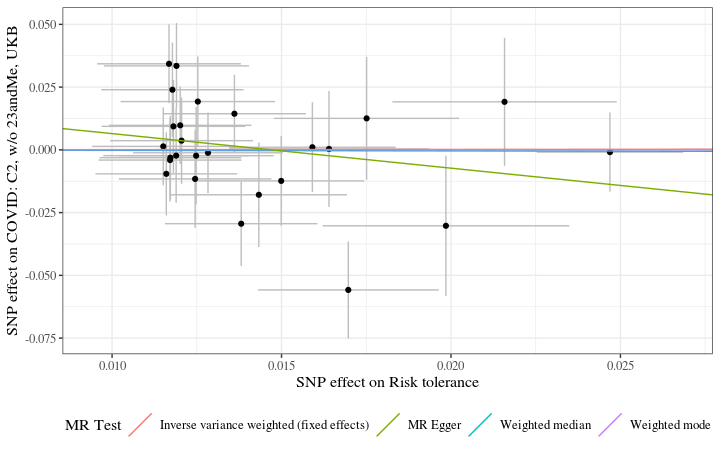 SNP effect on COVID: C2, w/o 23andMe, UKB
0.050
0.025
0.000
-0.025
-0.050
-0.075
0.010 0.015 0.020 0.025
SNP effect on Risk tolerance
MR Test Inverse variance weighted (fixed effects) MR Egger Weighted median Weighted mode